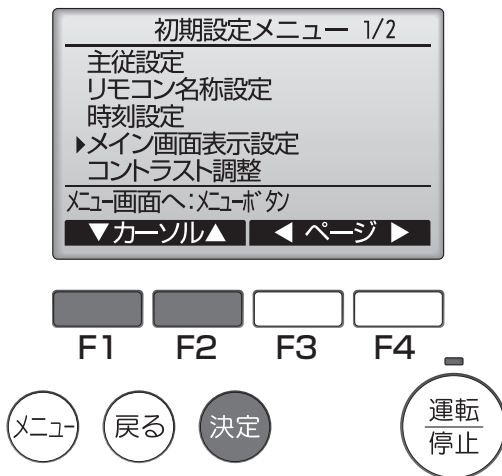 初期設定メニュー 1/2
主従設定
リモコン名称設定
時刻設定
▶メイン画面表示設定
コントラスト調整
メニュー画面へ:メニューボタン
▼カーソル▲ ◀ ページ ▶
F1 F2 F3 F4
メニュー 戻る 決定 運転
停止